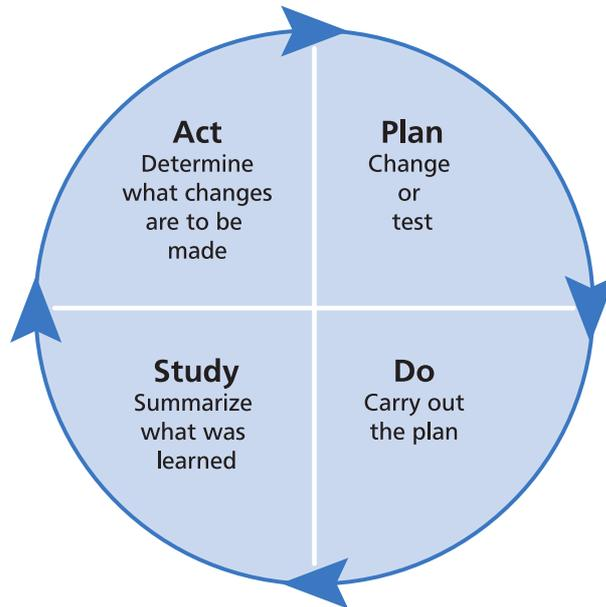 Act
Determine
what changes
are to be
made
Plan
Change
or
test
Study
Summarize
what was
learned
Do
Carry out
the plan